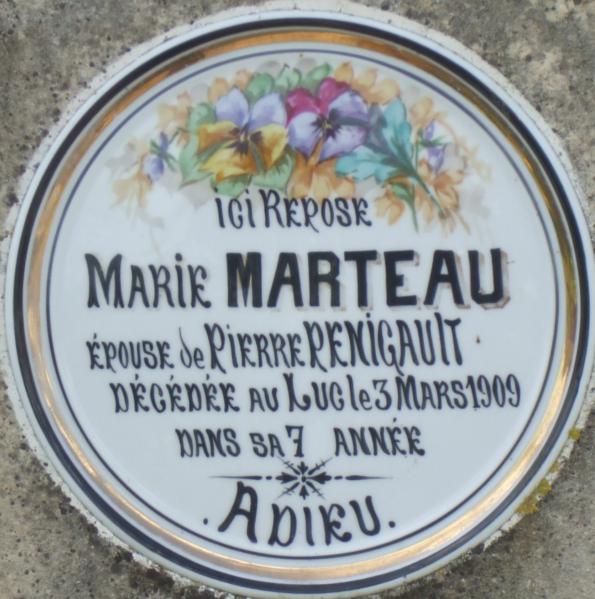 ICI REPOSE
MARIE MARTEAU
ÉPOUSE de PIERRE PENIGAULT
DÉCÉDÉE AU LUC le 3 MARS 1909
DANS SA 7 ANNÉE
. ADIEU .